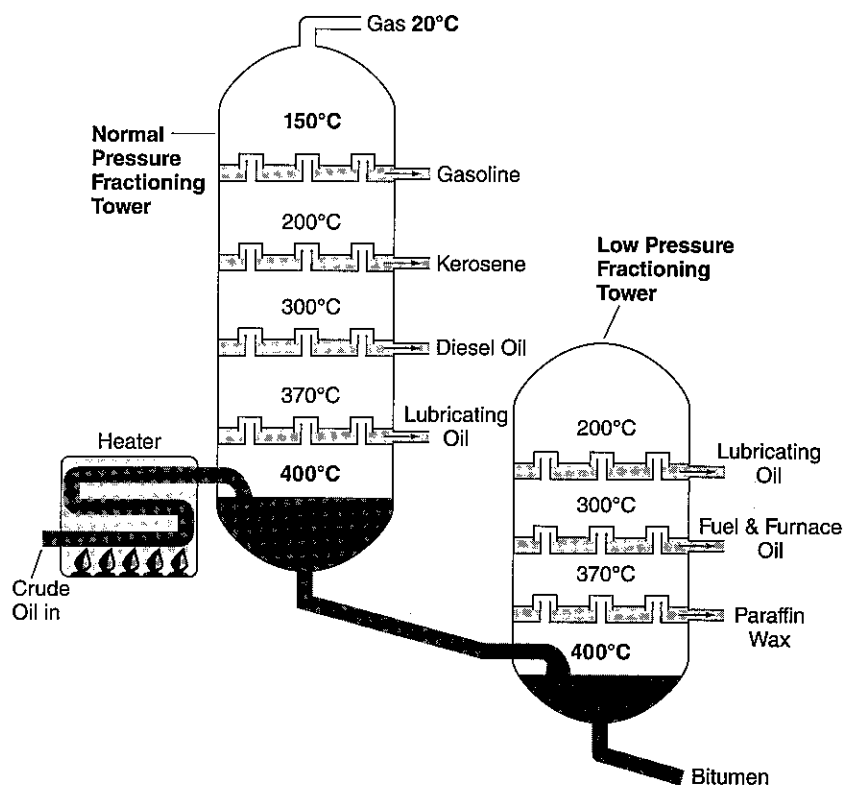 Gas 20°C
150°C
Normal
Pressure
Fractioning
Tower
Gasoline
200°C
Kerosene
300°C
Diesel Oil
370°C
Lubricating
Oil
400°C
Heater
Crude
Oil in
Low Pressure
Fractioning
Tower
200°C
Lubricating
Oil
300°C
Fuel & Furnace
Oil
370°C
Paraffin
Wax
400°C
Bitumen